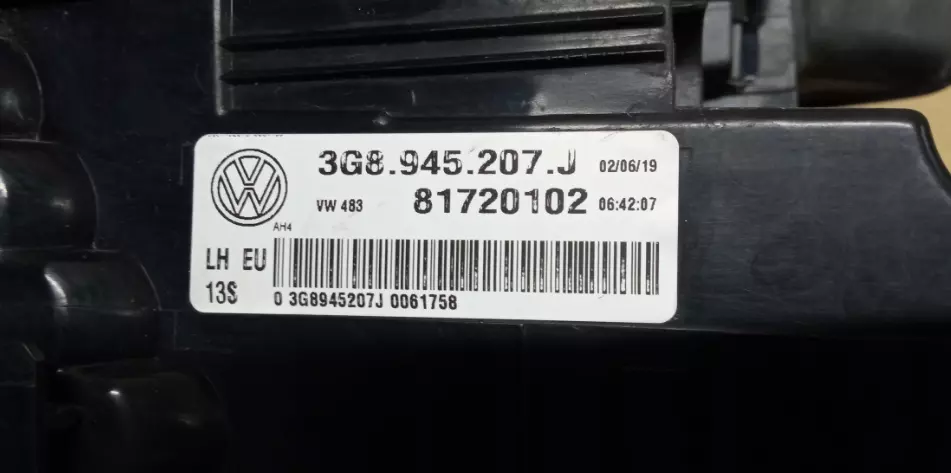 3G8.945.207.J 02/06/19
VW 483 81720102 06:42:07
AH4
LH EU
13S
0 3G8945207J 0061758